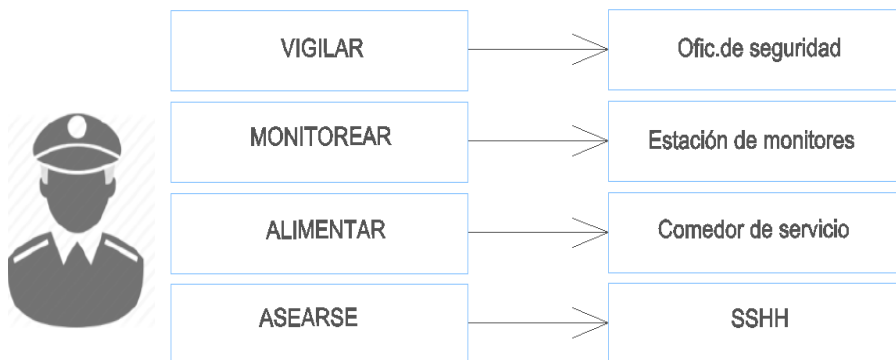 VIGILAR
Ofic.de seguridad
MONITOREAR
Estación de monitores
ALIMENTAR
Comedor de servicio
ASEARSE
SSHH